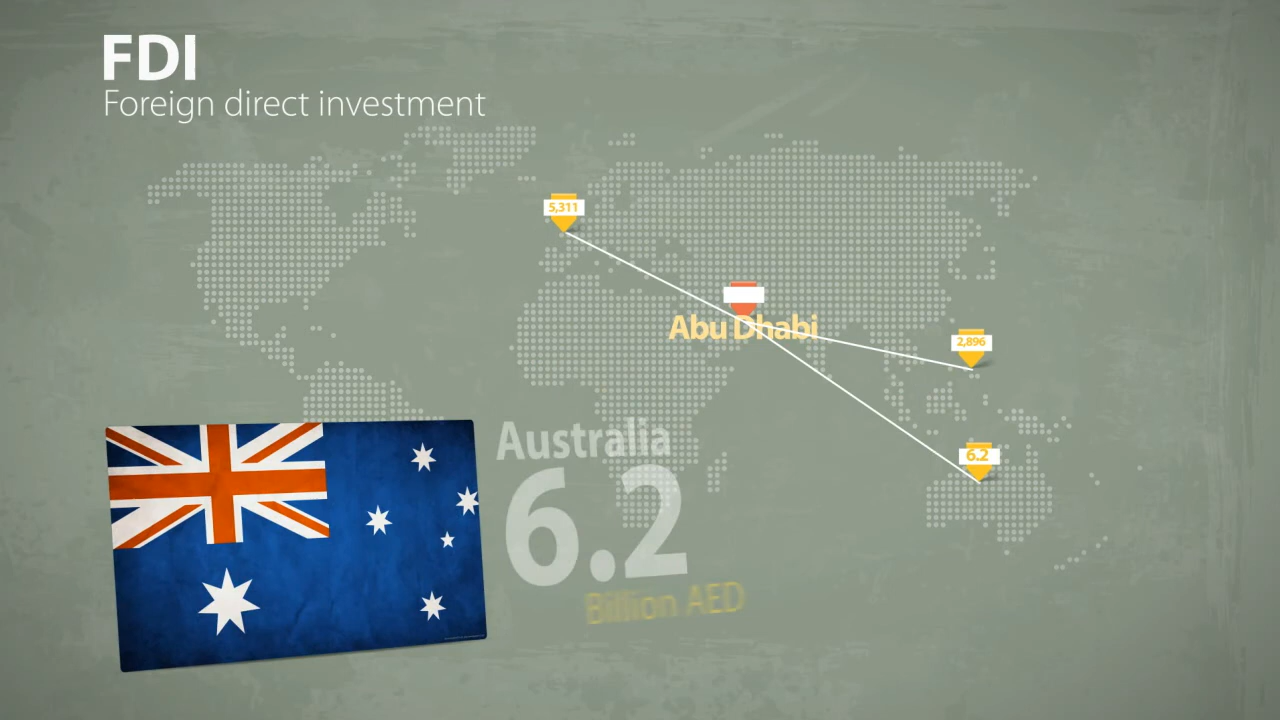 FDI
Foreign direct investment
5,311
Abu Dhabi
2,896
6.2
Australia
6.2
Billion AED